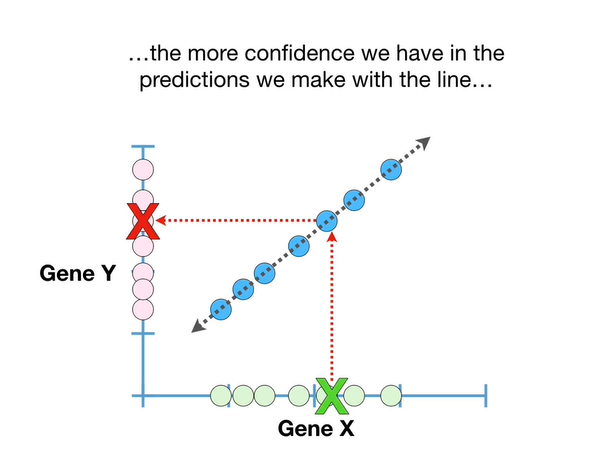 …the more confidence we have in the
predictions we make with the line…
X
Gene Y
X
Gene X